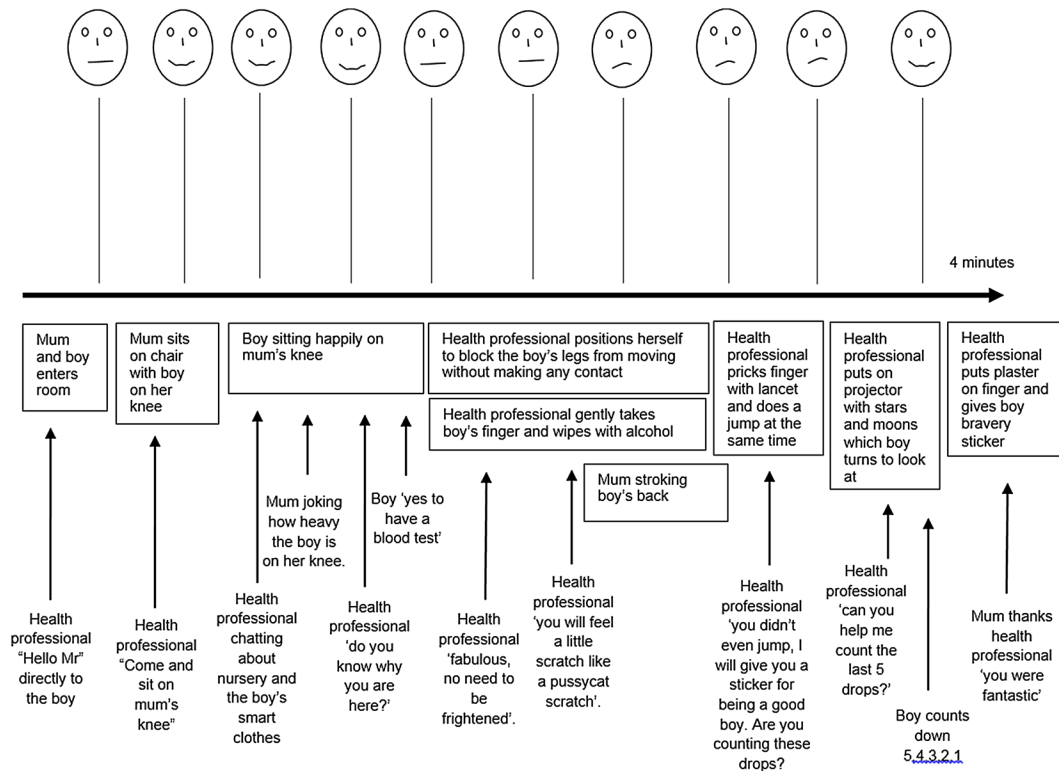 4 minutes
Mum
and boy
enters
room
Mum sits
on chair
with boy
on her
knee
Boy sitting happily on
mum’s knee
Health professional positions herself
to block the boy’s legs from moving
without making any contact
Health professional gently takes
boy’s finger and wipes with alcohol
Mum stroking
boy’s back
Health
professional
pricks finger
with lancet
and does a
jump at the
same time
Health
professional
puts on
projector
with stars
and moons
which boy
turns to look
at
Health
professional
puts plaster
on finger and
gives boy
bravery
sticker
Health
professional
“Hello Mr”
directly to
the boy
Health
professional
“Come and
sit on
mum’s
knee”
Health
professional
chatting
about
nursery and
the boy’s
smart
clothes
Mum joking
how heavy
the boy is
on her knee.
Health
professional
‘do you
know why
you are
here?’
Boy ‘yes to
have a
blood test’
Health
professional
‘fabulous,
no need to
be
frightened’.
Health
professional
‘you will feel
a little
scratch like
a pussycat
scratch’.
Health
professional
‘you didn’t
even jump, I
will give you a
sticker for
being a good
boy. Are you
counting these
drops?
Health
professional
‘can you
help me
count the
last 5
drops?’
Boy counts
down
5,4,3,2,1
Mum thanks
health
professional
‘you were
fantastic’